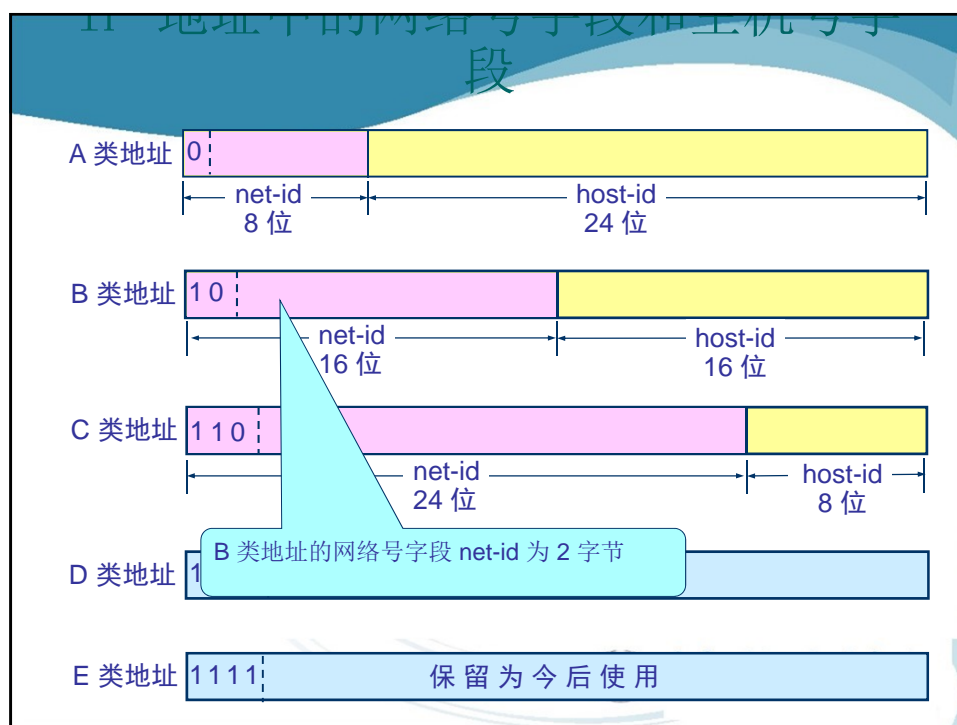 IP 地址中的网络号字段和主机号字
段
A 类地址 0
net-id
8 位
host-id
24 位
B 类地址 1 0
net-id
16 位
host-id
16 位
C 类地址 1 1 0
net-id
24 位
host-id
8 位
B 类地址的网络号字段 net-id 为 2 字节
D 类地址 1
E 类地址 1 1 1 1 保 留 为 今 后 使 用